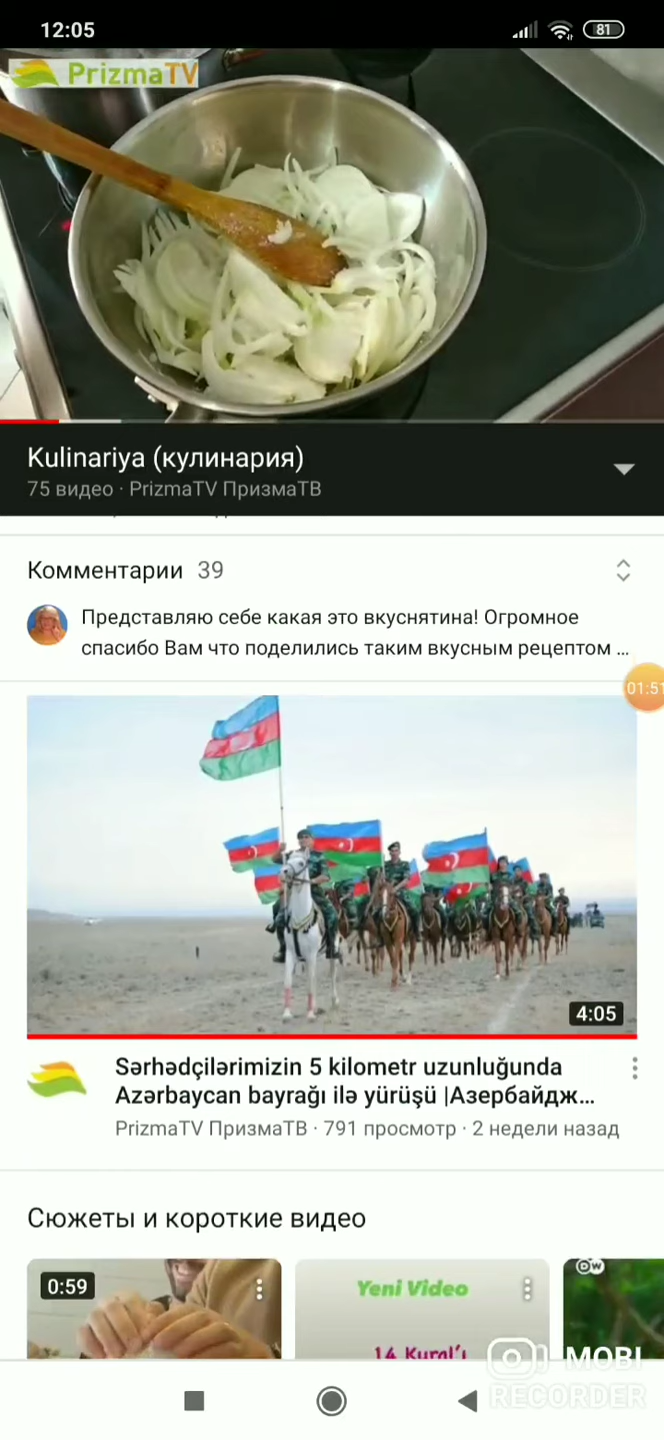 12:05
81
PrizmaTV
Kulinariya (кулинария)
75 видео · PrizmaTV ПризмаТВ
Комментарии 39
Представляю себе какая это вкуснятина! Огромное
спасибо Вам что поделились таким вкусным рецептом ...
01:51
4:05
Sərhədçilərimizin 5 kilometr uzunluğunda
Azərbaycan bayrağı ilə yürüşü |Азербайдж...
PrizmaTV ПризмаТВ · 791 просмотр · 2 недели назад
Сюжеты и короткие видео
0:59
Yeni Video
DW
14 Kural'ı
MOBI
RECORDER